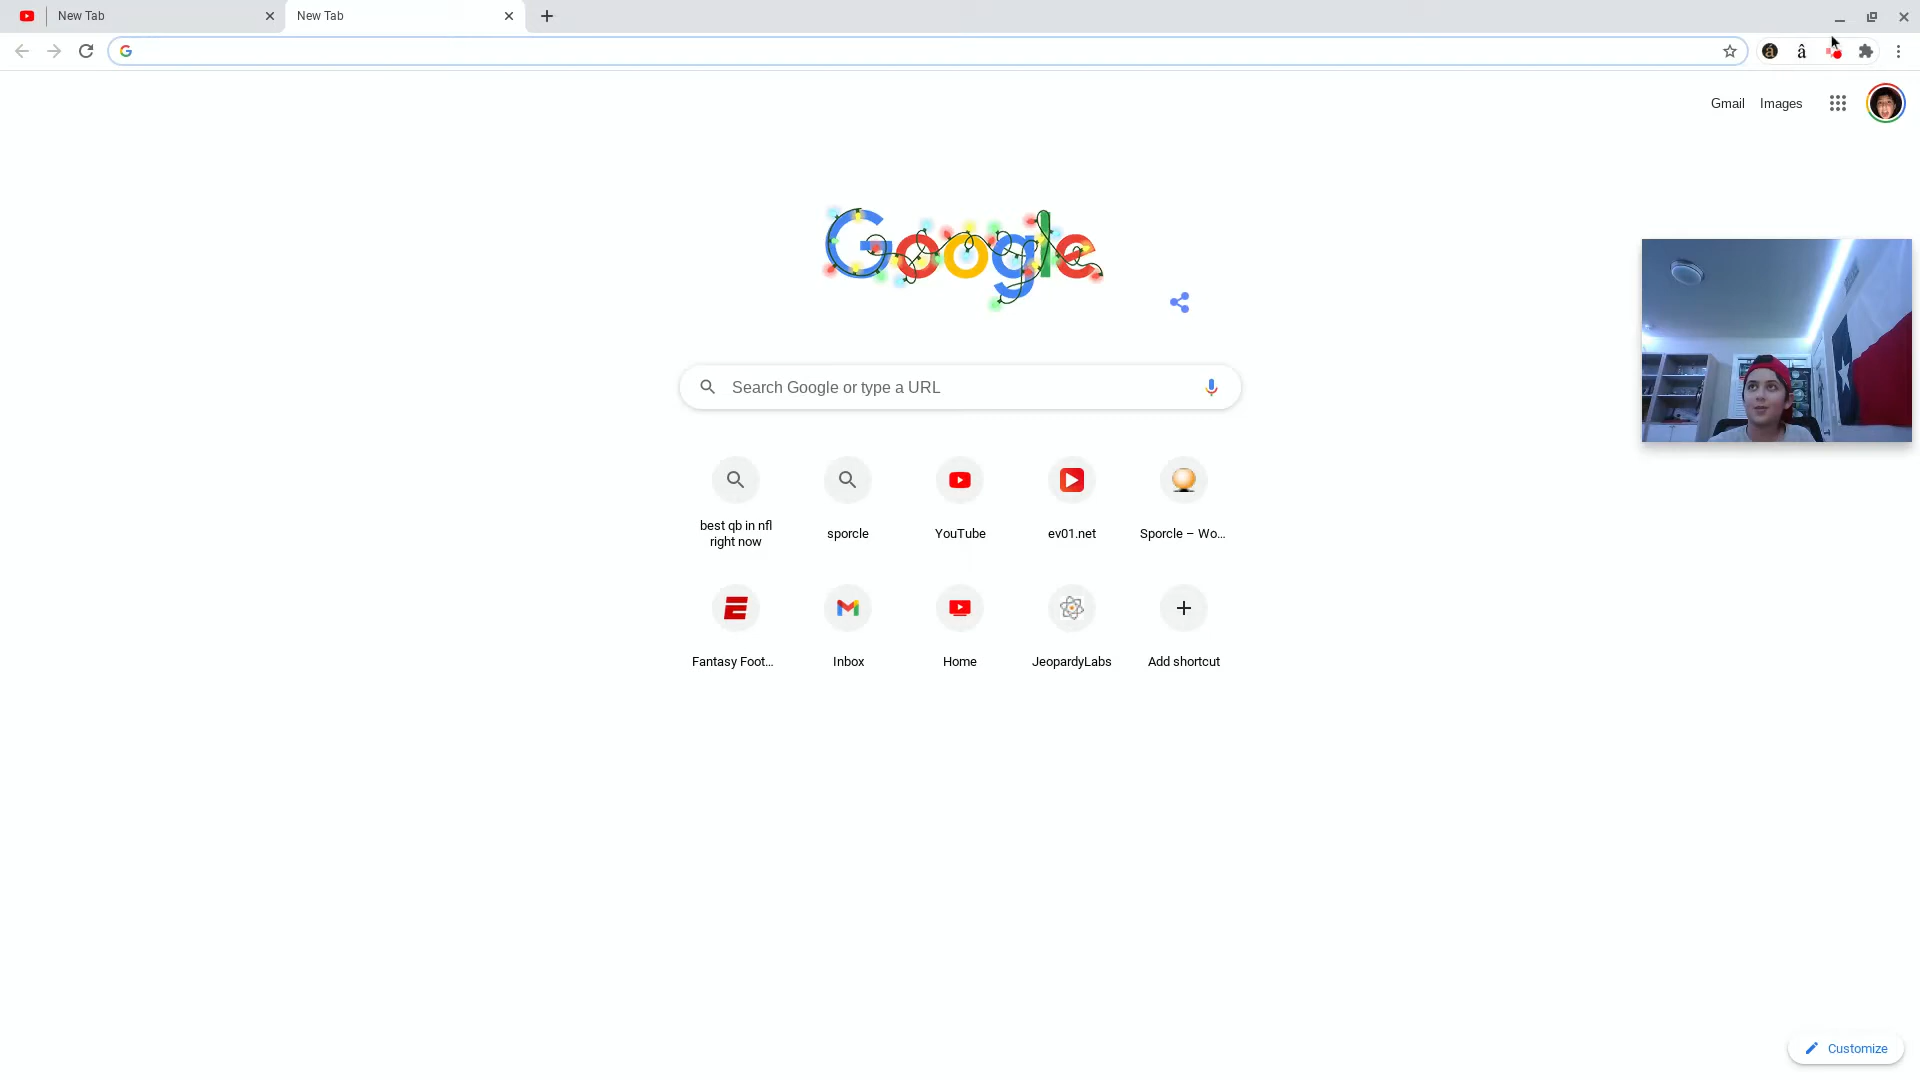 New Tab
New Tab
Gmail Images
Google
Search Google or type a URL
best qb in nfl
right now
sporcle
YouTube
ev01.net
Sporcle – Wo...
Fantasy Foot...
Inbox
Home
JeopardyLabs
Add shortcut
Customize